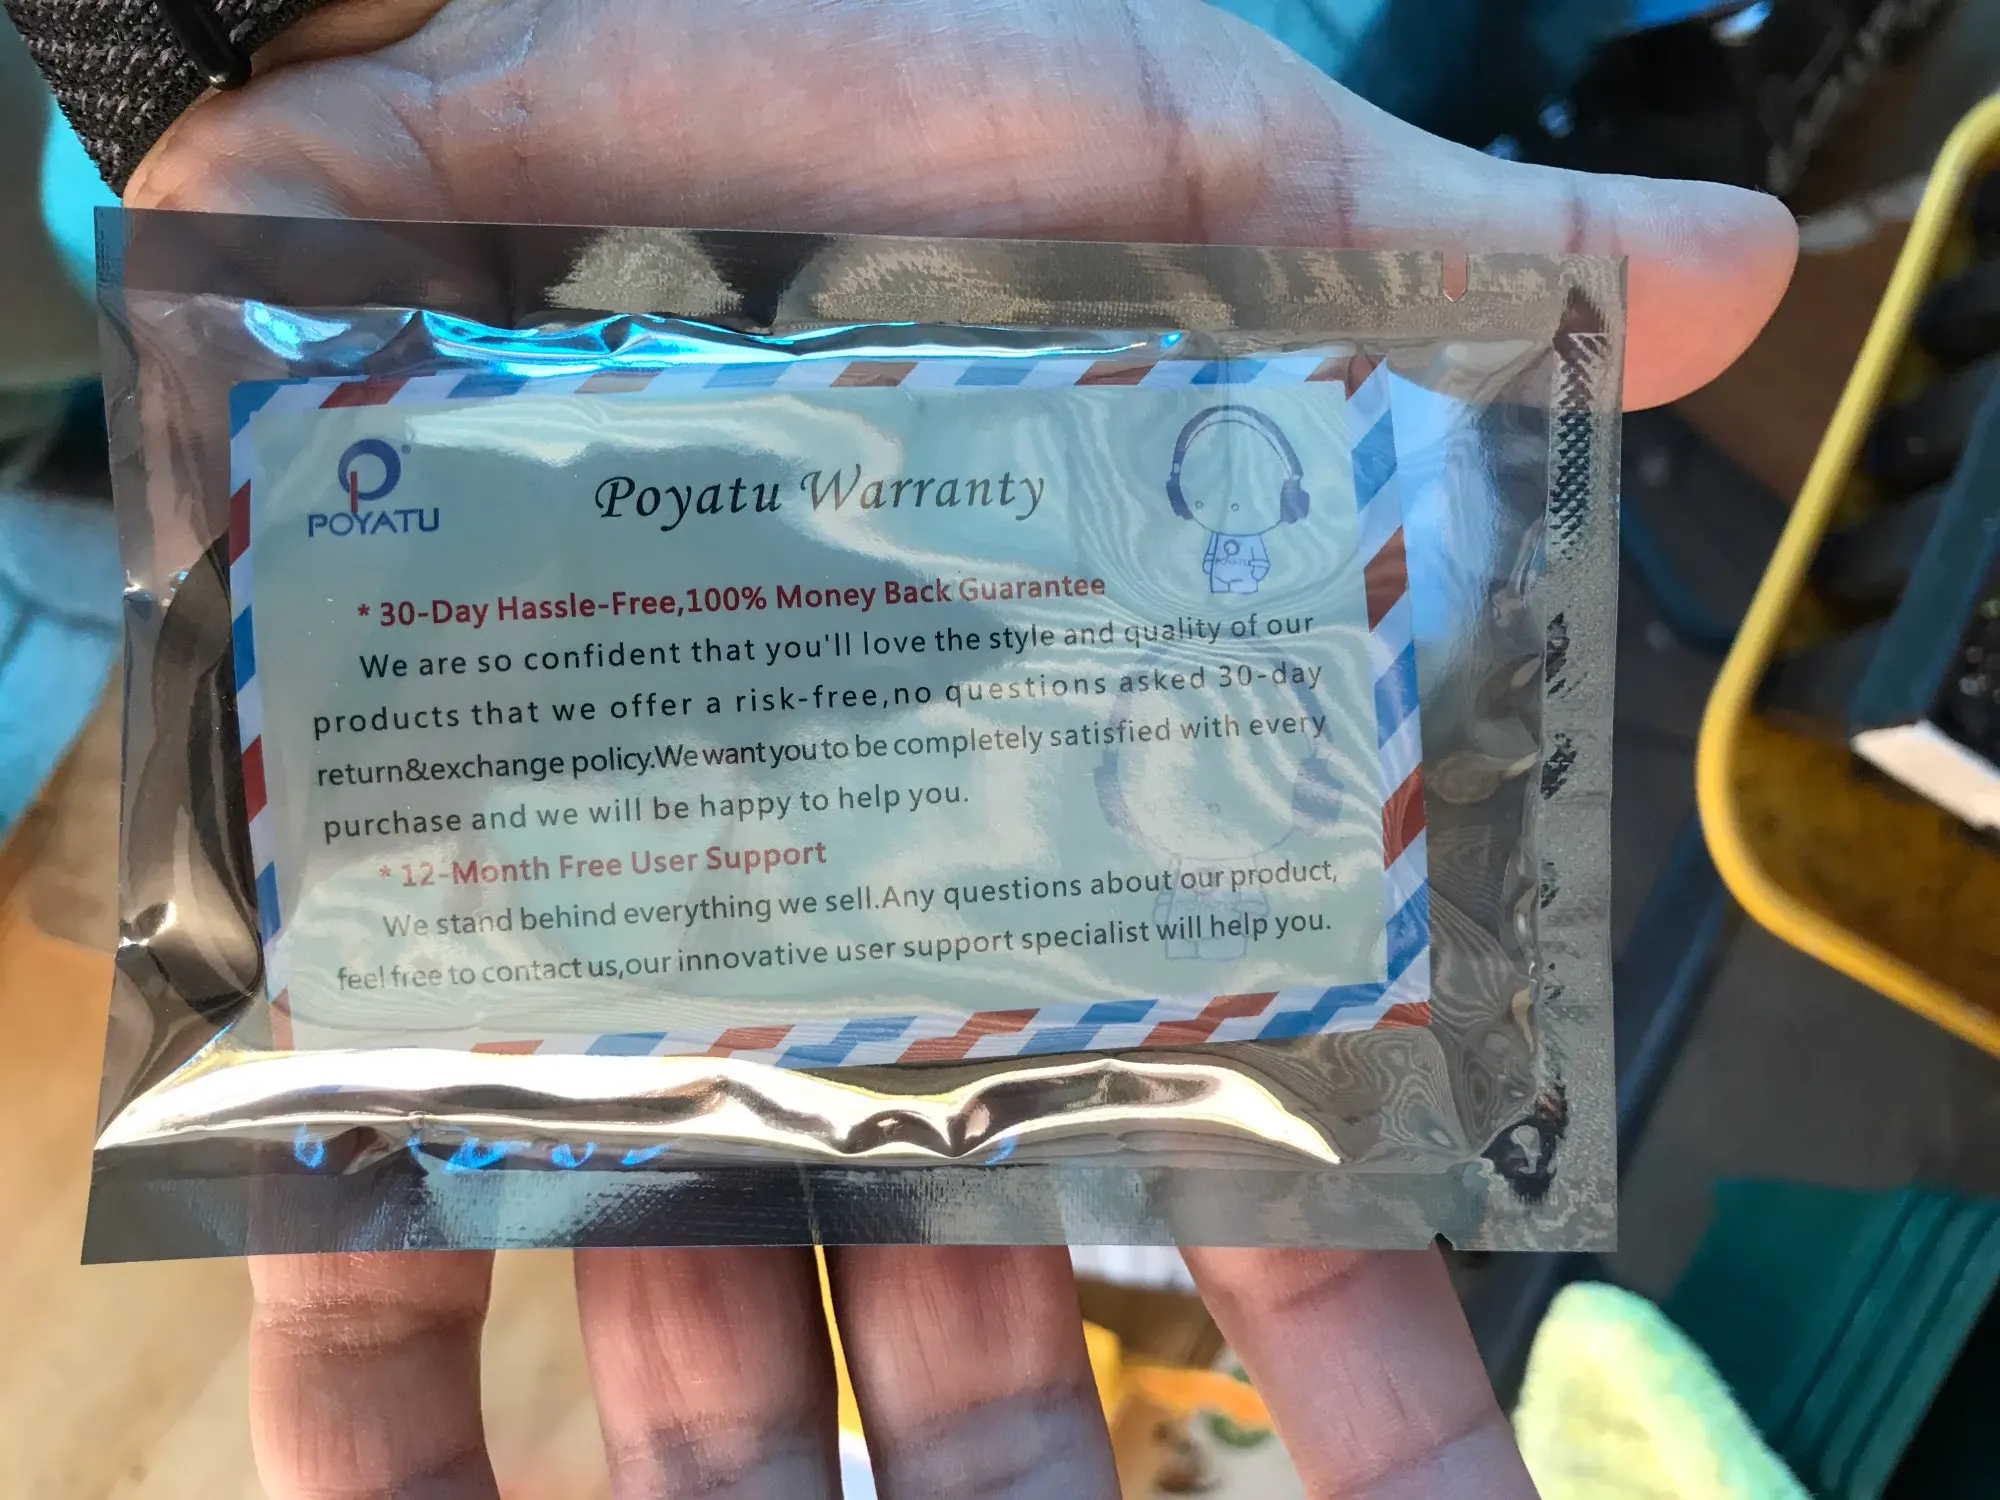 POYATU
Poyatu Warranty
* 30-Day Hassle-Free,100% Money Back Guarantee
We are so confident that you'll love the style and quality of our
products that we offer a risk-free,no questions asked 30-day
return&exchange policy.We want you to be completely satisfied with every
purchase and we will be happy to help you.
* 12-Month Free User Support
We stand behind everything we sell.Any questions about our product,
feel free to contact us,our innovative user support specialist will help you.